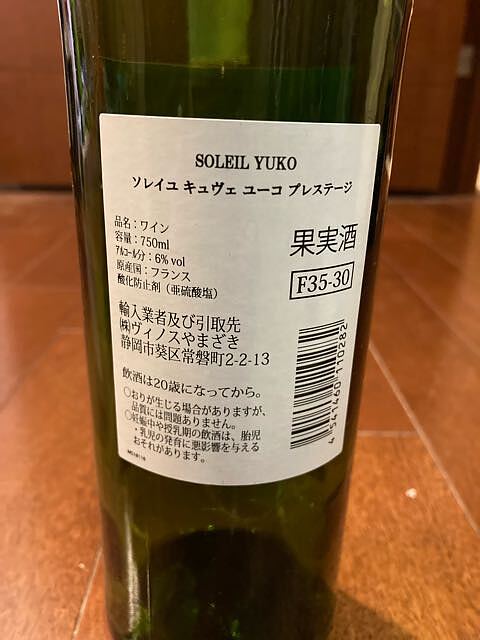 SOLEIL YUKO
ソレイユ キュヴェ ユーコ プレステージ
品名：ワイン
容量：750ml
ｱﾙｺｰﾙ分：6% vol
原産国：フランス
酸化防止剤（亜硫酸塩）
果実酒
F35-30
輸入業者及び引取先
㈱ヴィノスやまざき
静岡市葵区常磐町2-2-13
飲酒は20歳になってから。
○おりが生じる場合がありますが、
品質には問題ありません。
○妊娠中や授乳期の飲酒は、胎児
・乳児の発育に悪影響を与える
おそれがあります。
4 541460 110282